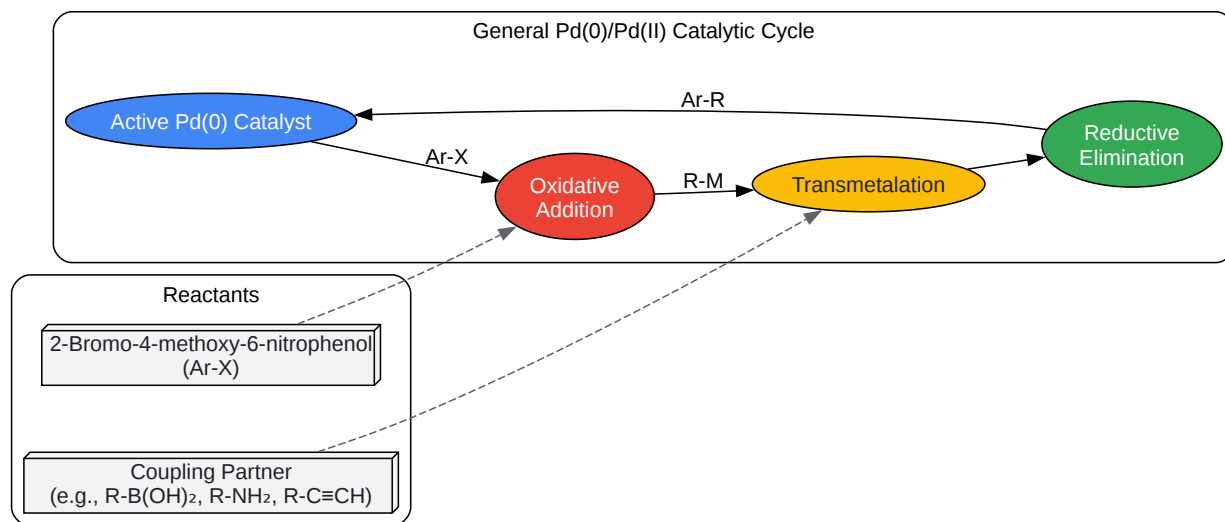 General Pd(0)/Pd(II) Catalytic Cycle
Active Pd(0) Catalyst
Ar-X
Oxidative
Addition
R-M
Transmetalation
Reductive
Elimination
Ar-R
Reactants
2-Bromo-4-methoxy-6-nitrophenol
(Ar-X)
Coupling Partner
(e.g., R-B(OH)₂, R-NH₂, R-C≡CH)